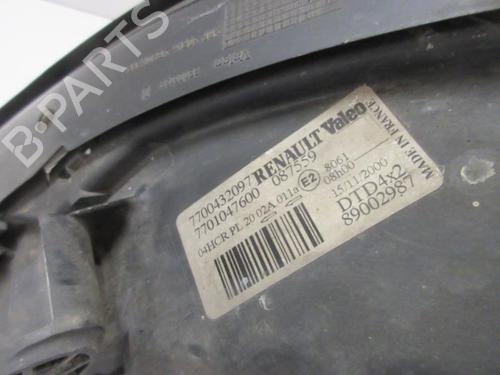 B-PARTS
7700432097 RENAULT Valeo
7701047600 087559
04HCR PL 20 02A 011a E2 8061
08h00
15/11/2000
DTD4x2
89002987
MADE IN FRANCE